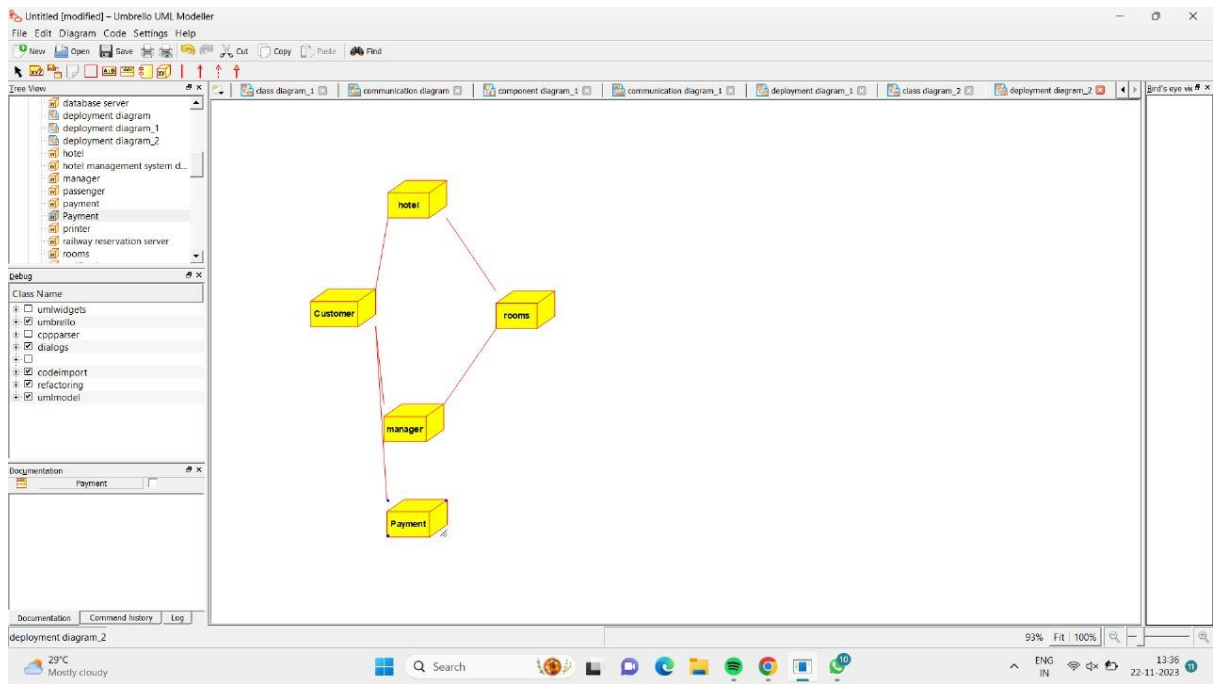 Untitled [modified] – Umbrello UML Modeller
File Edit Diagram Code Settings Help
New Open Save Cut Copy Paste Find
Tree View
class diagram_1 communication diagram component diagram_1 communication diagram_1 deployment diagram_1 class diagram_2 deployment diagram_2
Bird's eye vie
database server
deployment diagram
deployment diagram_1
deployment diagram_2
hotel
hotel management system d...
manager
passenger
payment
Payment
printer
railway reservation server
rooms
Debug
Class Name
umlwidgets
umbrello
cppparser
dialogs
codeimport
refactoring
umlmodel
Documentation
Payment
Documentation Command history Log
hotel
Customer
rooms
manager
Payment
deployment diagram_2
93% Fit 100%
29°C
Mostly cloudy
Search
10
ENG
IN
13:36
22-11-2023
11